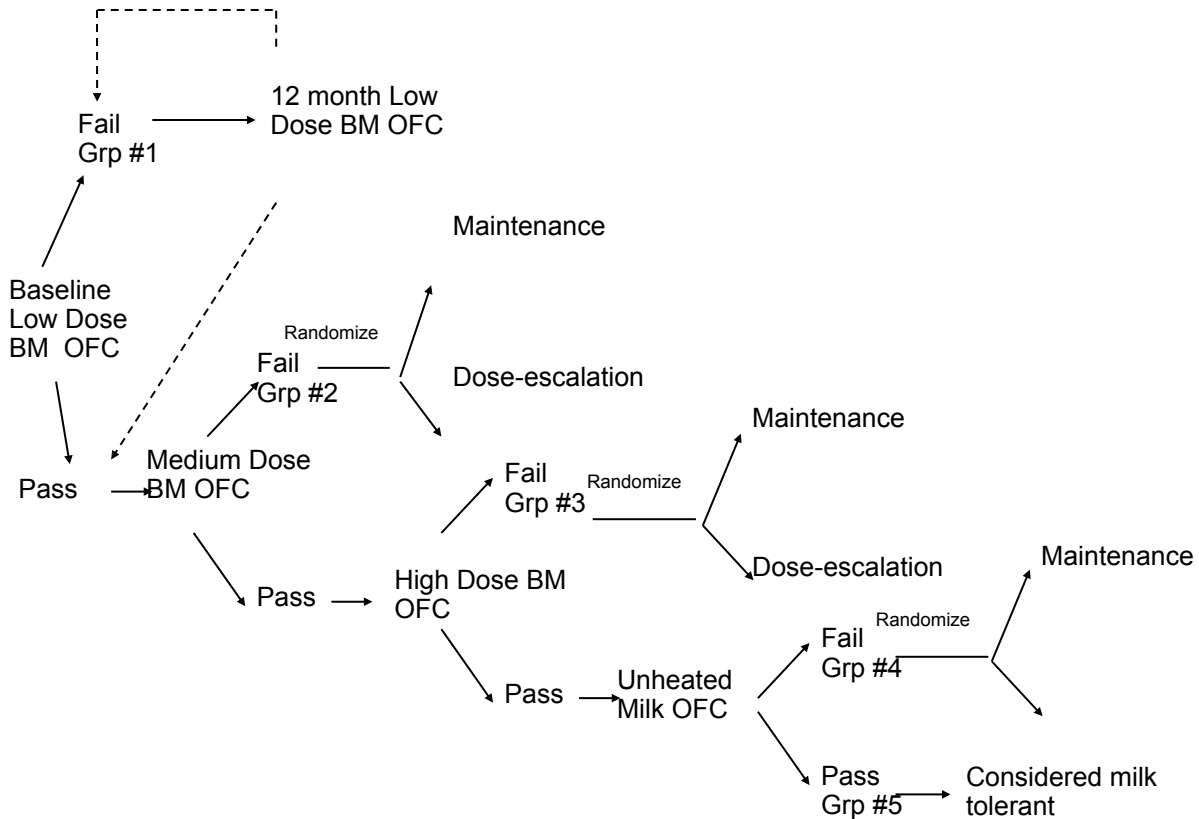 12 month Low
Dose BM OFC
Fail
Grp #1
Maintenance
Baseline
Low Dose
BM OFC
Randomize
Fail
Grp #2
Dose-escalation
Maintenance
Medium Dose
BM OFC
Pass
Fail
Grp #3
Randomize
Maintenance
Dose-escalation
High Dose BM
OFC
Pass
Fail
Grp #4
Randomize
Unheated
Milk OFC
Pass
Pass
Grp #5
Considered milk
tolerant